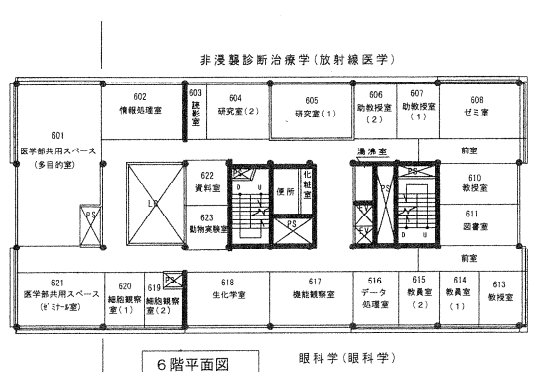 非浸襲診断治療学(放射線医学)
601
医学部共用スペース
(多目的室)
602
情報処理室
603
読影室
604
研究室(2)
605
研究室(1)
606
助教授室
(2)
607
助教授室
(1)
608
ゼミ室
湯沸室
前室
622
資料室
623
動物実験室
PS
D U
便所
化粧室
PS
PS
EV
EV
PS
D U
610
教授室
611
図書室
前室
PS
LS
621
医学部共用スペース
(ゼミナール室)
620
細胞観察
室(1)
619
細胞観察
室(2)
PS
618
生化学室
617
機能観察室
616
データ
処理室
615
教員室
(2)
614
教員室
(1)
613
教授室
6階平面図
眼科学(眼科学)